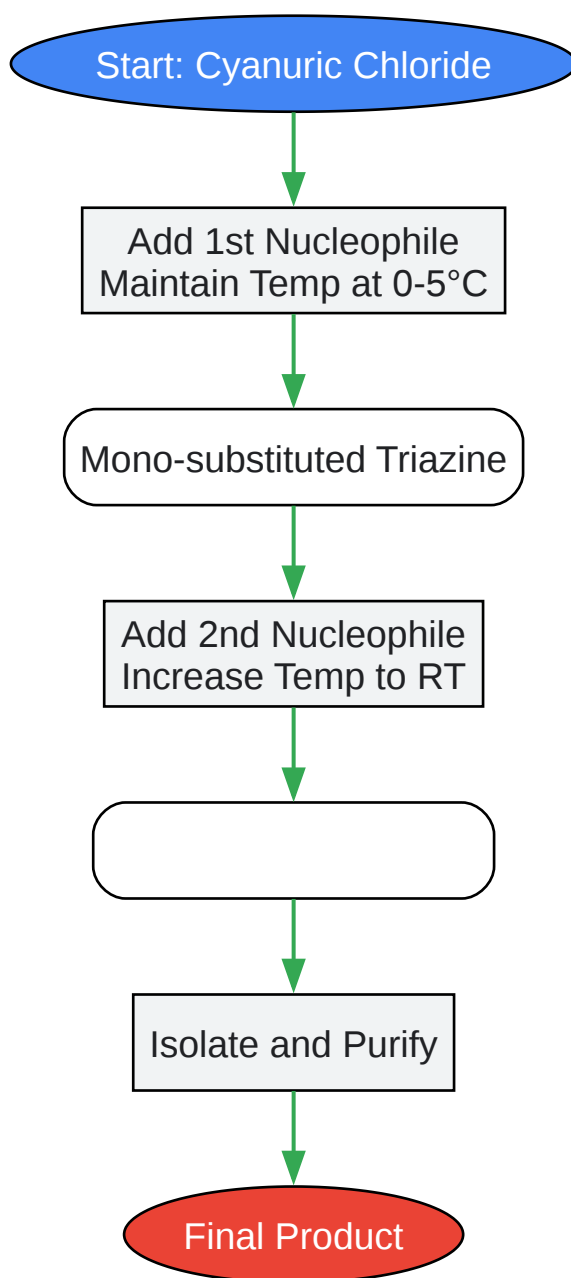 Start: Cyanuric Chloride
Add 1st Nucleophile
Maintain Temp at 0-5°C
Mono-substituted Triazine
Add 2nd Nucleophile
Increase Temp to RT
Isolate and Purify
Final Product